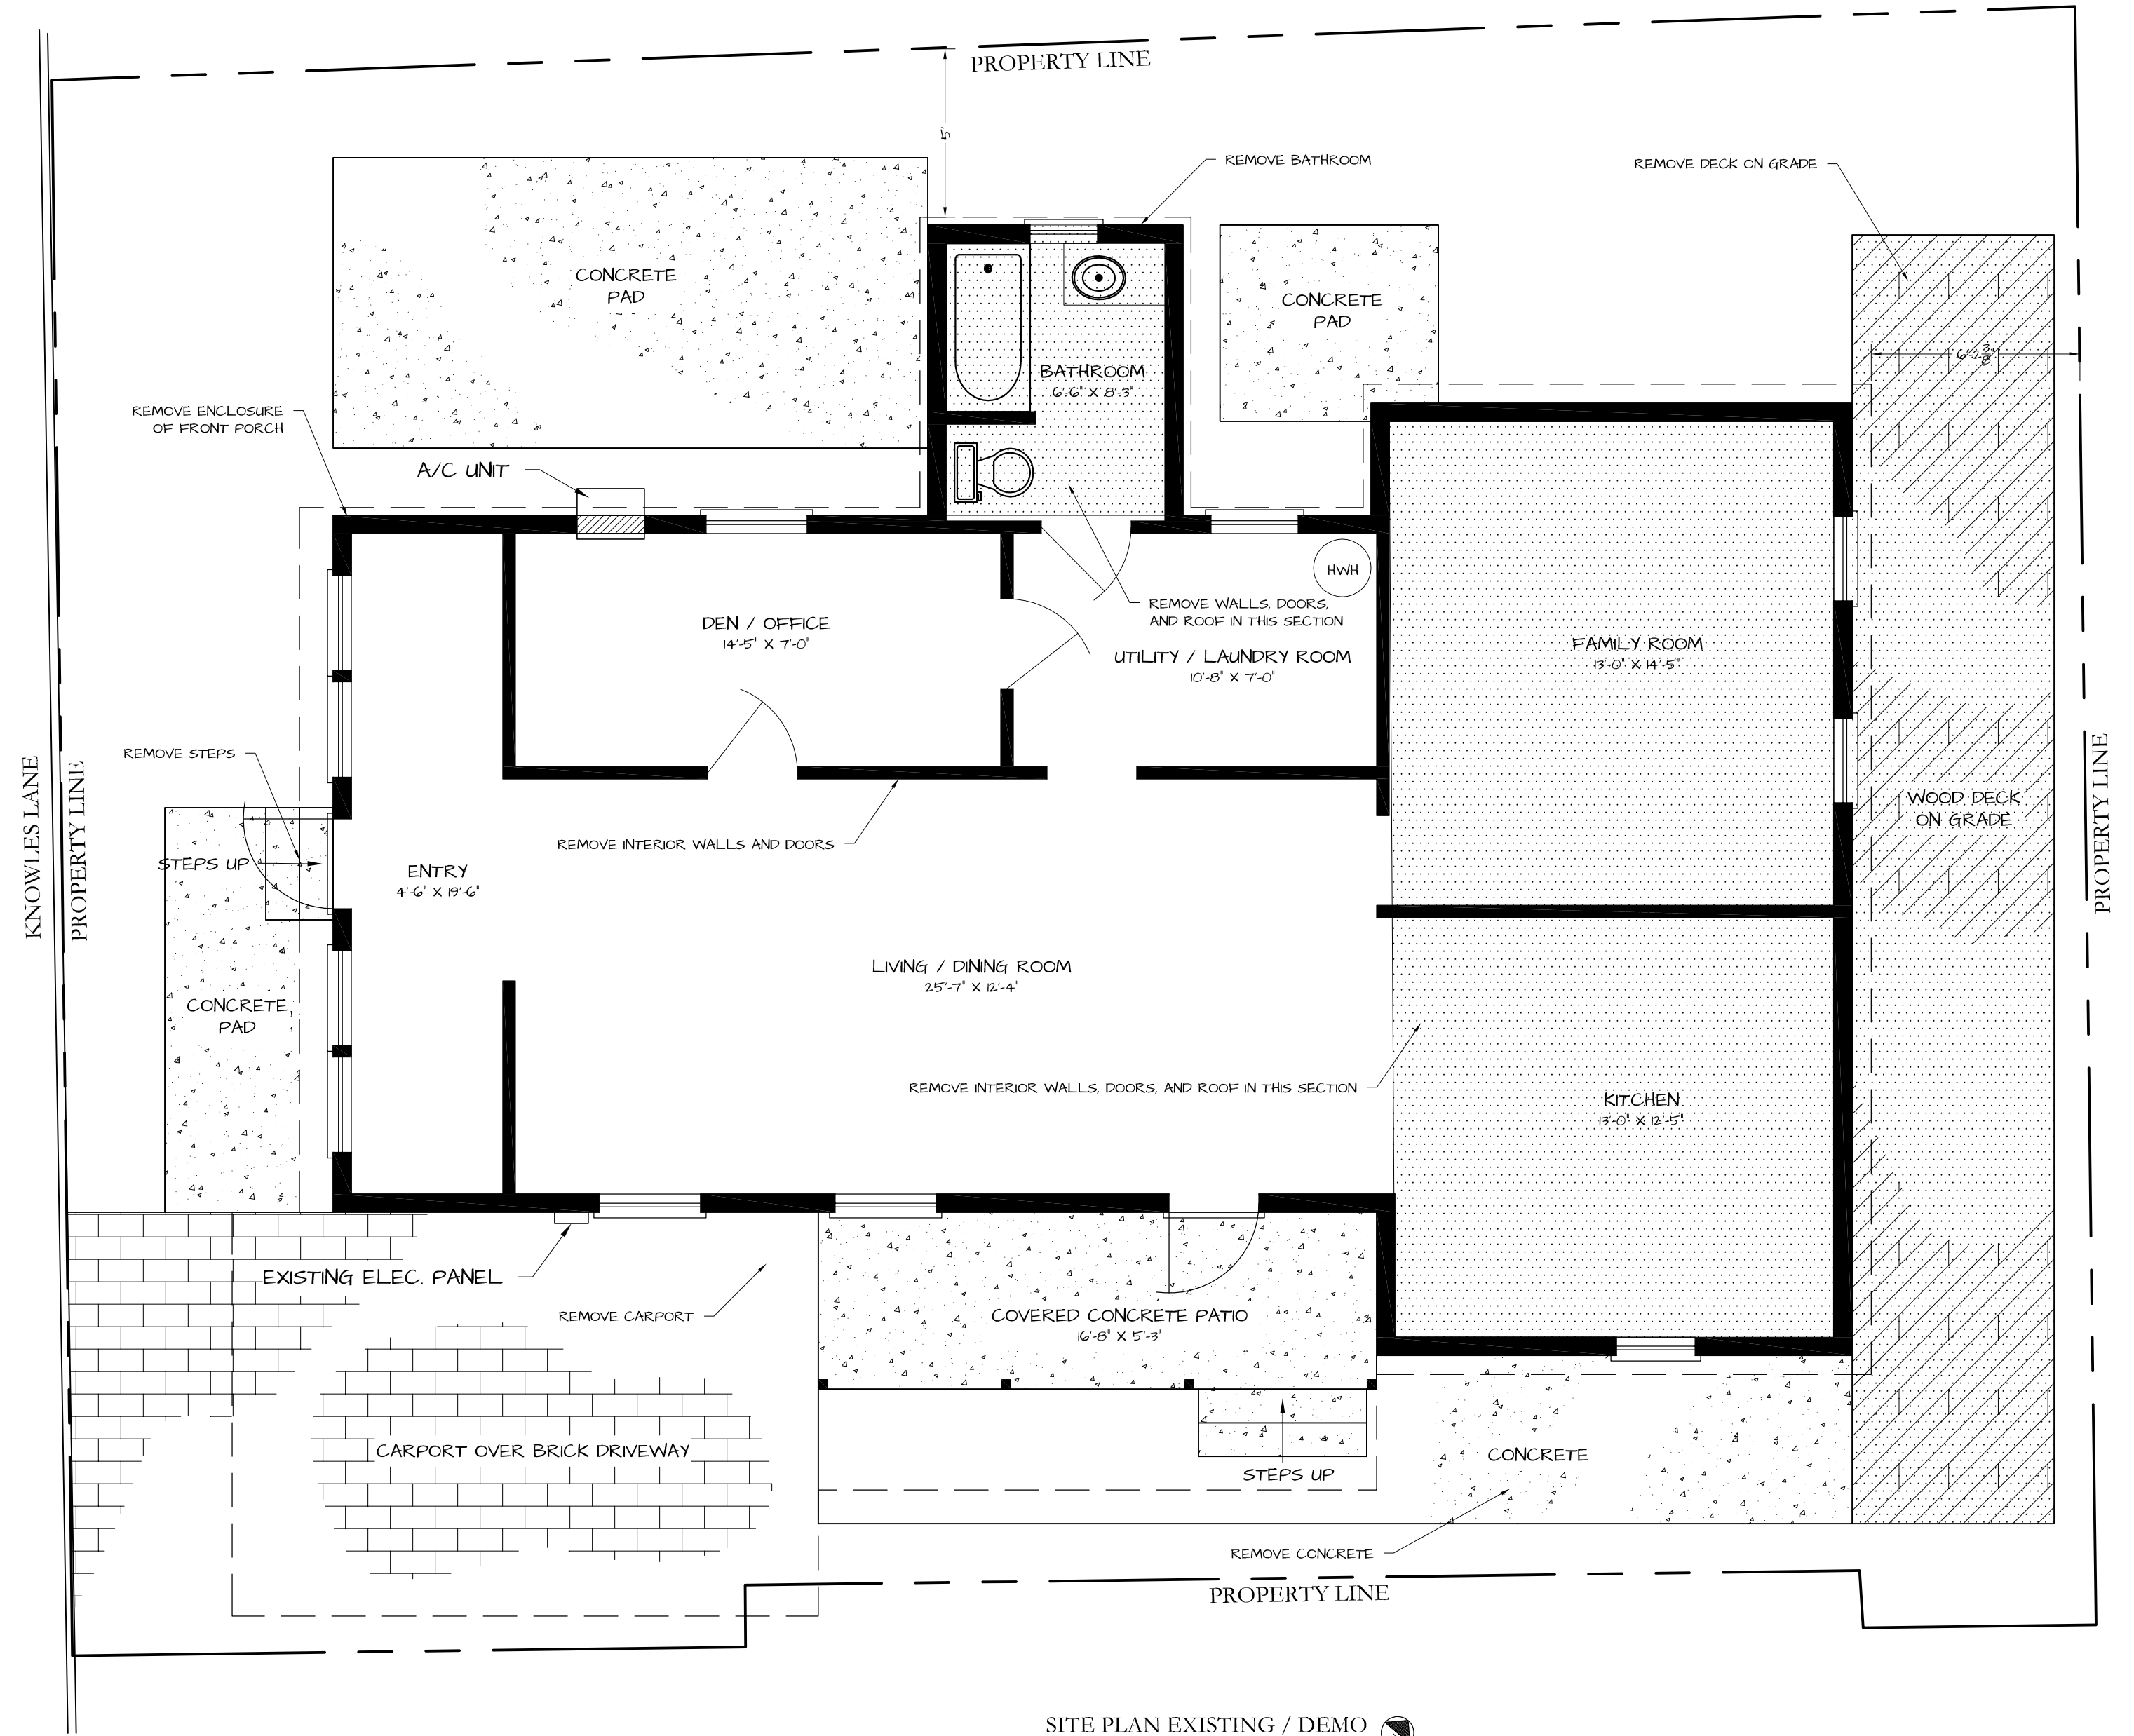 PROPERTY LINE
5'
REMOVE BATHROOM
REMOVE DECK ON GRADE
CONCRETE
PAD
CONCRETE
PAD
6'-2 3/8"
BATHROOM
6'-6" X 8'-3"
REMOVE ENCLOSURE
OF FRONT PORCH
A/C UNIT
HWH
REMOVE WALLS, DOORS,
AND ROOF IN THIS SECTION
DEN / OFFICE
14'-5" X 7'-0"
UTILITY / LAUNDRY ROOM
10'-8" X 7'-0"
FAMILY ROOM
13'-0" X 14'-5"
REMOVE STEPS
KNOWLES LANE
PROPERTY LINE
WOOD DECK
ON GRADE
PROPERTY LINE
REMOVE INTERIOR WALLS AND DOORS
STEPS UP
ENTRY
4'-6" X 19'-6"
LIVING / DINING ROOM
25'-7" X 12'-4"
CONCRETE
PAD
REMOVE INTERIOR WALLS, DOORS, AND ROOF IN THIS SECTION
KITCHEN
13'-0" X 12'-5"
EXISTING ELEC. PANEL
REMOVE CARPORT
COVERED CONCRETE PATIO
16'-8" X 5'-3"
CARPORT OVER BRICK DRIVEWAY
STEPS UP
CONCRETE
REMOVE CONCRETE
PROPERTY LINE
SITE PLAN EXISTING / DEMO